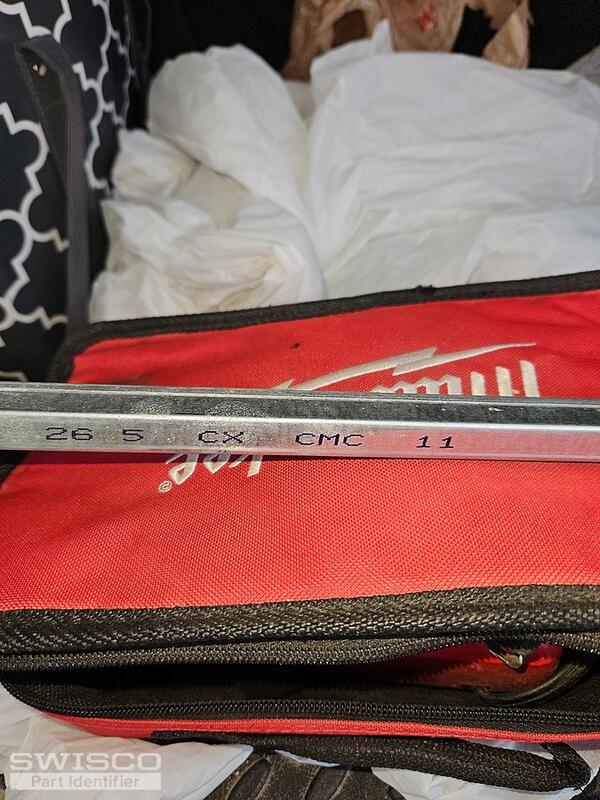 26 5 CX CMC 11
SWISCO
Part Identifier